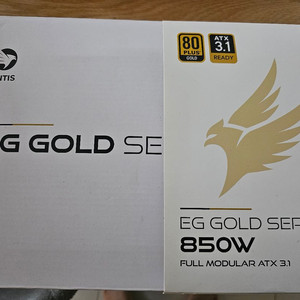 NTIS
G GOLD SE
80
PLUS
GOLD
ATX
3.1
READY
EG GOLD SER
850W
FULL MODULAR ATX 3.1